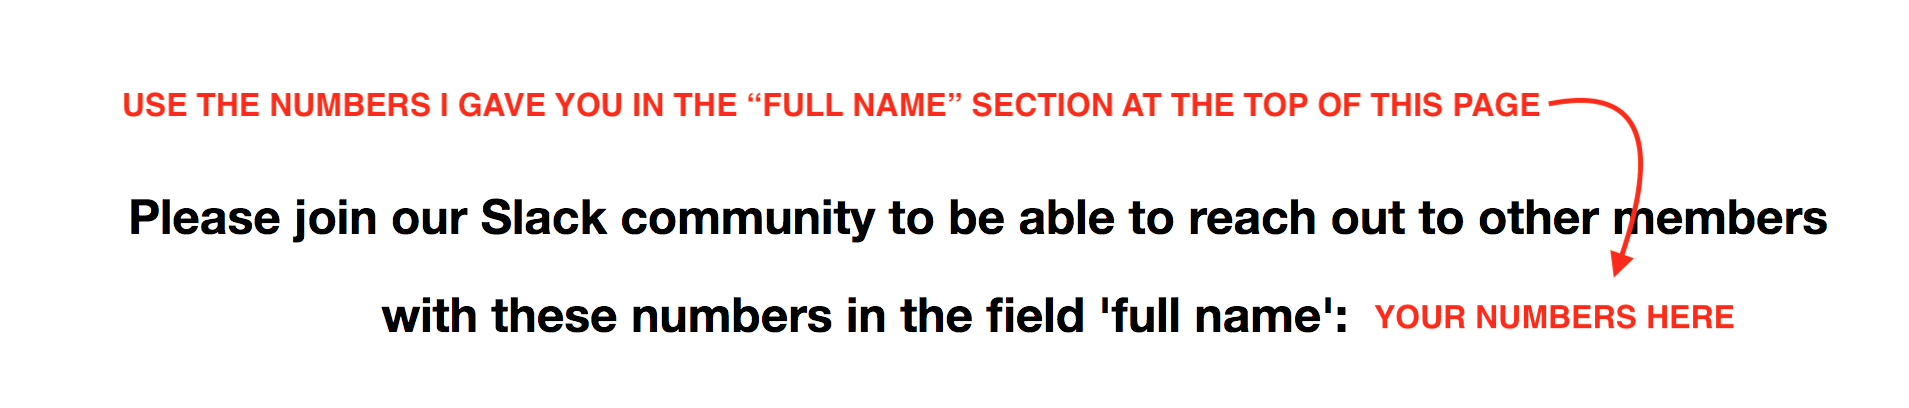 USE THE NUMBERS I GAVE YOU IN THE “FULL NAME” SECTION AT THE TOP OF THIS PAGE
Please join our Slack community to be able to reach out to other members
with these numbers in the field 'full name': YOUR NUMBERS HERE